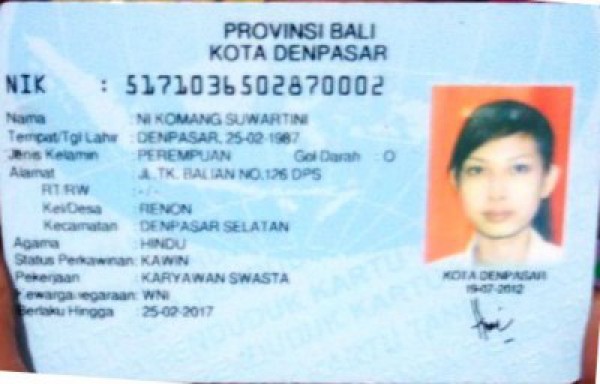 PROVINSI BALI
KOTA DENPASAR
NIK : 5171036502870002
Nama : NI KOMANG SUWARTINI
Tempat/Tgl Lahir : DENPASAR, 25-02-1987
Jenis Kelamin : PEREMPUAN Gol Darah : O
Alamat : JL.TK. BALIAN NO.126 DPS
RT/RW : -/-
Kel/Desa : RENON
Kecamatan : DENPASAR SELATAN
Agama : HINDU
Status Perkawinan: KAWIN
Pekerjaan : KARYAWAN SWASTA
Kewarganegaraan: WNI
Berlaku Hingga : 25-02-2017
KOTA DENPASAR
19-07-2012